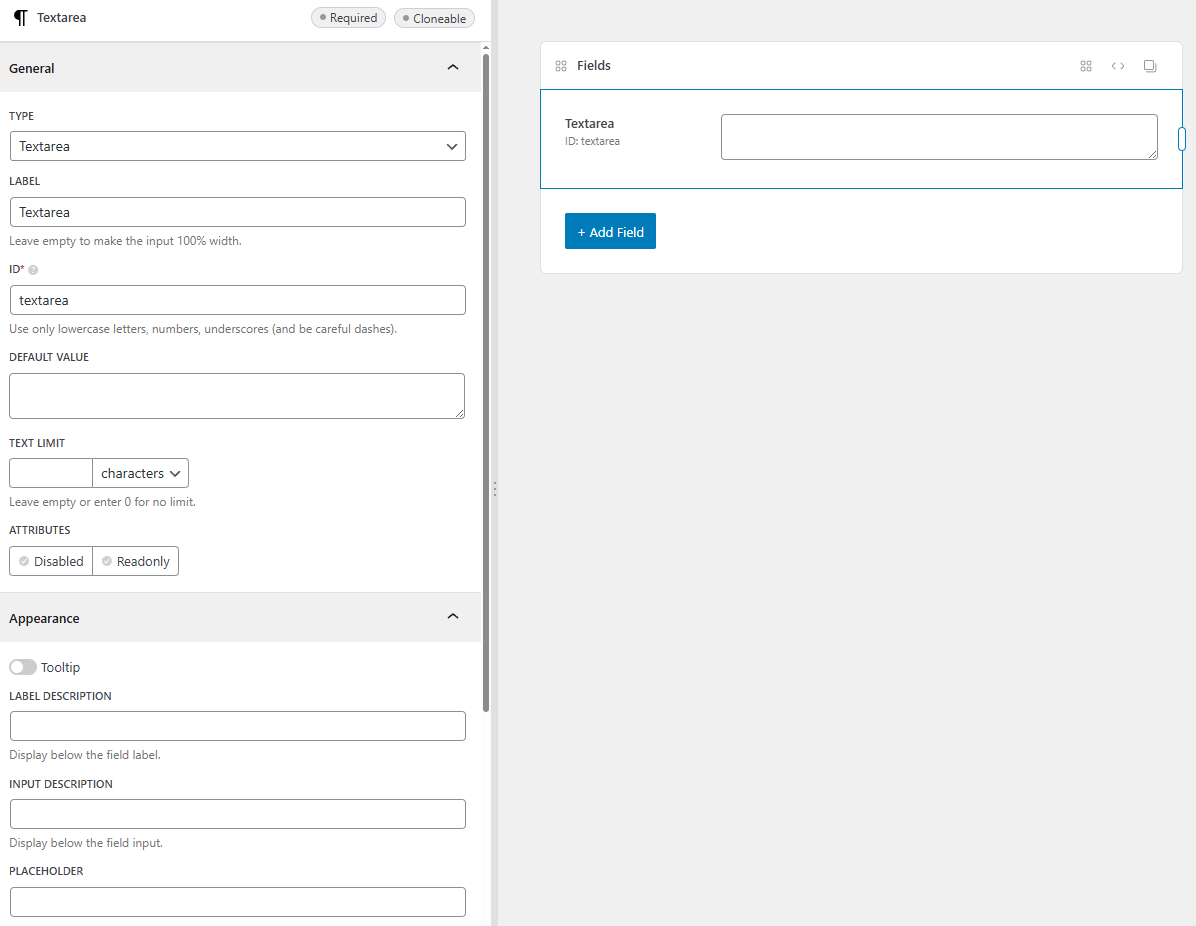 Textarea
Required
Cloneable
General
TYPE
Textarea
LABEL
Textarea
Leave empty to make the input 100% width.
ID*
textarea
Use only lowercase letters, numbers, underscores (and be careful dashes).
DEFAULT VALUE
TEXT LIMIT
characters
Leave empty or enter 0 for no limit.
ATTRIBUTES
Disabled
Readonly
Appearance
Tooltip
LABEL DESCRIPTION
Display below the field label.
INPUT DESCRIPTION
Display below the field input.
PLACEHOLDER
Fields
Textarea
ID: textarea
+ Add Field